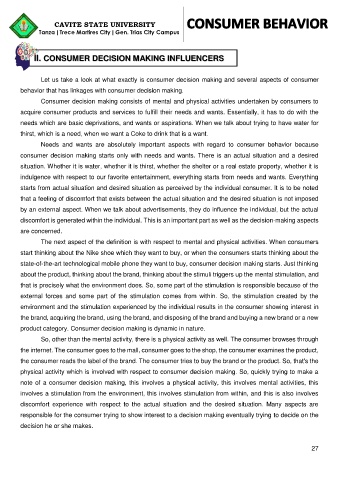 CAVITE STATE UNIVERSITY
Tanza | Trece Martires City | Gen. Trias City Campus
CONSUMER BEHAVIOR
II. CONSUMER DECISION MAKING INFLUENCERS
Let us take a look at what exactly is consumer decision making and several aspects of consumer
behavior that has linkages with consumer decision making.
Consumer decision making consists of mental and physical activities undertaken by consumers to
acquire consumer products and services to fulfill their needs and wants. Essentially, it has to do with the
needs which are basic deprivations, and wants or aspirations. When we talk about trying to have water for
thirst, which is a need, when we want a Coke to drink that is a want.
Needs and wants are absolutely important aspects with regard to consumer behavior because
consumer decision making starts only with needs and wants. There is an actual situation and a desired
situation. Whether it is water, whether it is thirst, whether the shelter or a real estate property, whether it is
indulgence with respect to our favorite entertainment, everything starts from needs and wants. Everything
starts from actual situation and desired situation as perceived by the individual consumer. It is to be noted
that a feeling of discomfort that exists between the actual situation and the desired situation is not imposed
by an external aspect. When we talk about advertisements, they do influence the individual, but the actual
discomfort is generated within the individual. This is an important part as well as the decision-making aspects
are concerned.
The next aspect of the definition is with respect to mental and physical activities. When consumers
start thinking about the Nike shoe which they want to buy, or when the consumers starts thinking about the
state-of-the-art technological mobile phone they want to buy, consumer decision making starts. Just thinking
about the product, thinking about the brand, thinking about the stimuli triggers up the mental stimulation, and
that is precisely what the environment does. So, some part of the stimulation is responsible because of the
external forces and some part of the stimulation comes from within. So, the stimulation created by the
environment and the stimulation experienced by the individual results in the consumer showing interest in
the brand, acquiring the brand, using the brand, and disposing of the brand and buying a new brand or a new
product category. Consumer decision making is dynamic in nature.
So, other than the mental activity, there is a physical activity as well. The consumer browses through
the internet. The consumer goes to the mall, consumer goes to the shop, the consumer examines the product,
the consumer reads the label of the brand. The consumer tries to buy the brand or the product. So, that's the
physical activity which is involved with respect to consumer decision making. So, quickly trying to make a
note of a consumer decision making, this involves a physical activity, this involves mental activities, this
involves a stimulation from the environment, this involves stimulation from within, and this is also involves
discomfort experience with respect to the actual situation and the desired situation. Many aspects are
responsible for the consumer trying to show interest to a decision making eventually trying to decide on the
decision he or she makes.
27